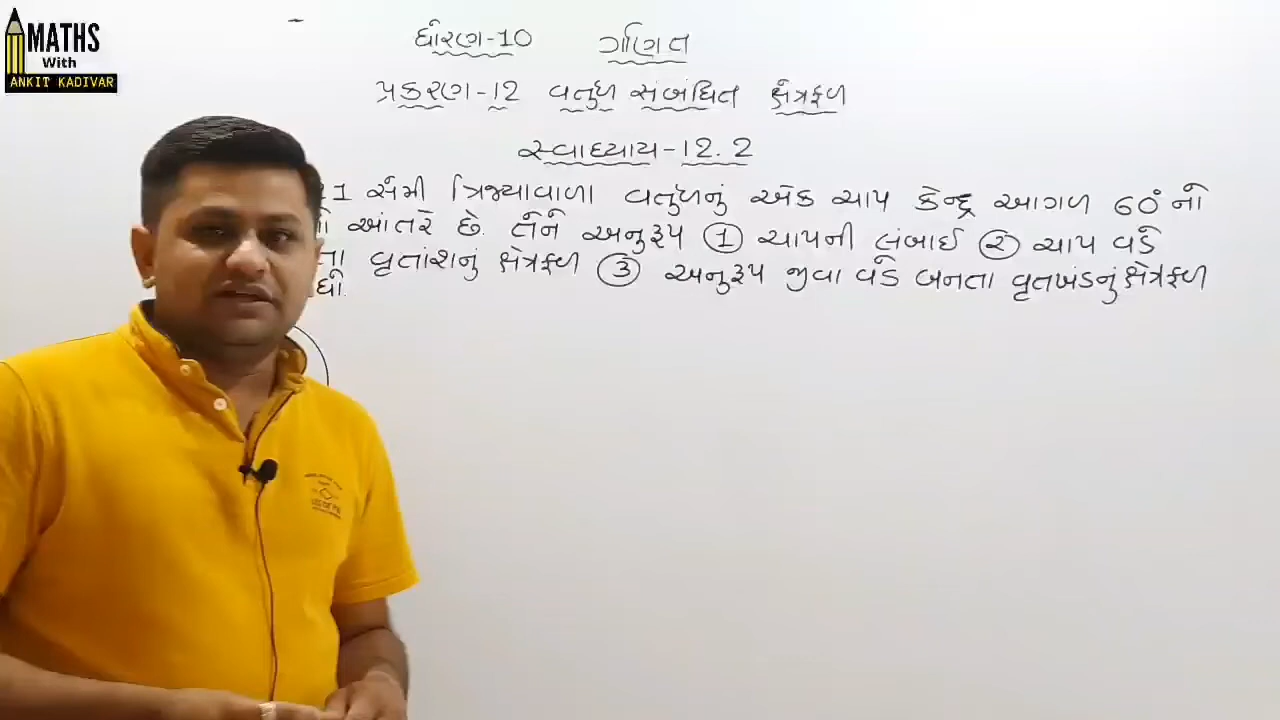 MATHS
With
ANKIT KADIVAR
ધોરણ-10 ગણિત
પ્રકરણ-12 વર્તુળ સંબંધિત ક્ષેત્રફળ
સ્વાધ્યાય-12.2
1 સેમી ત્રિજ્યાવાળા વર્તુળનું એક ચાપ કેન્દ્ર આગળ 60°નો
આંતરે છે. તેને અનુરૂપ ① ચાપની લંબાઈ ② ચાપ વડે
વૃતાંશનું ક્ષેત્રફળ ③ અનુરૂપ જીવા વડે બનતા વૃતખંડનું ક્ષેત્રફળ